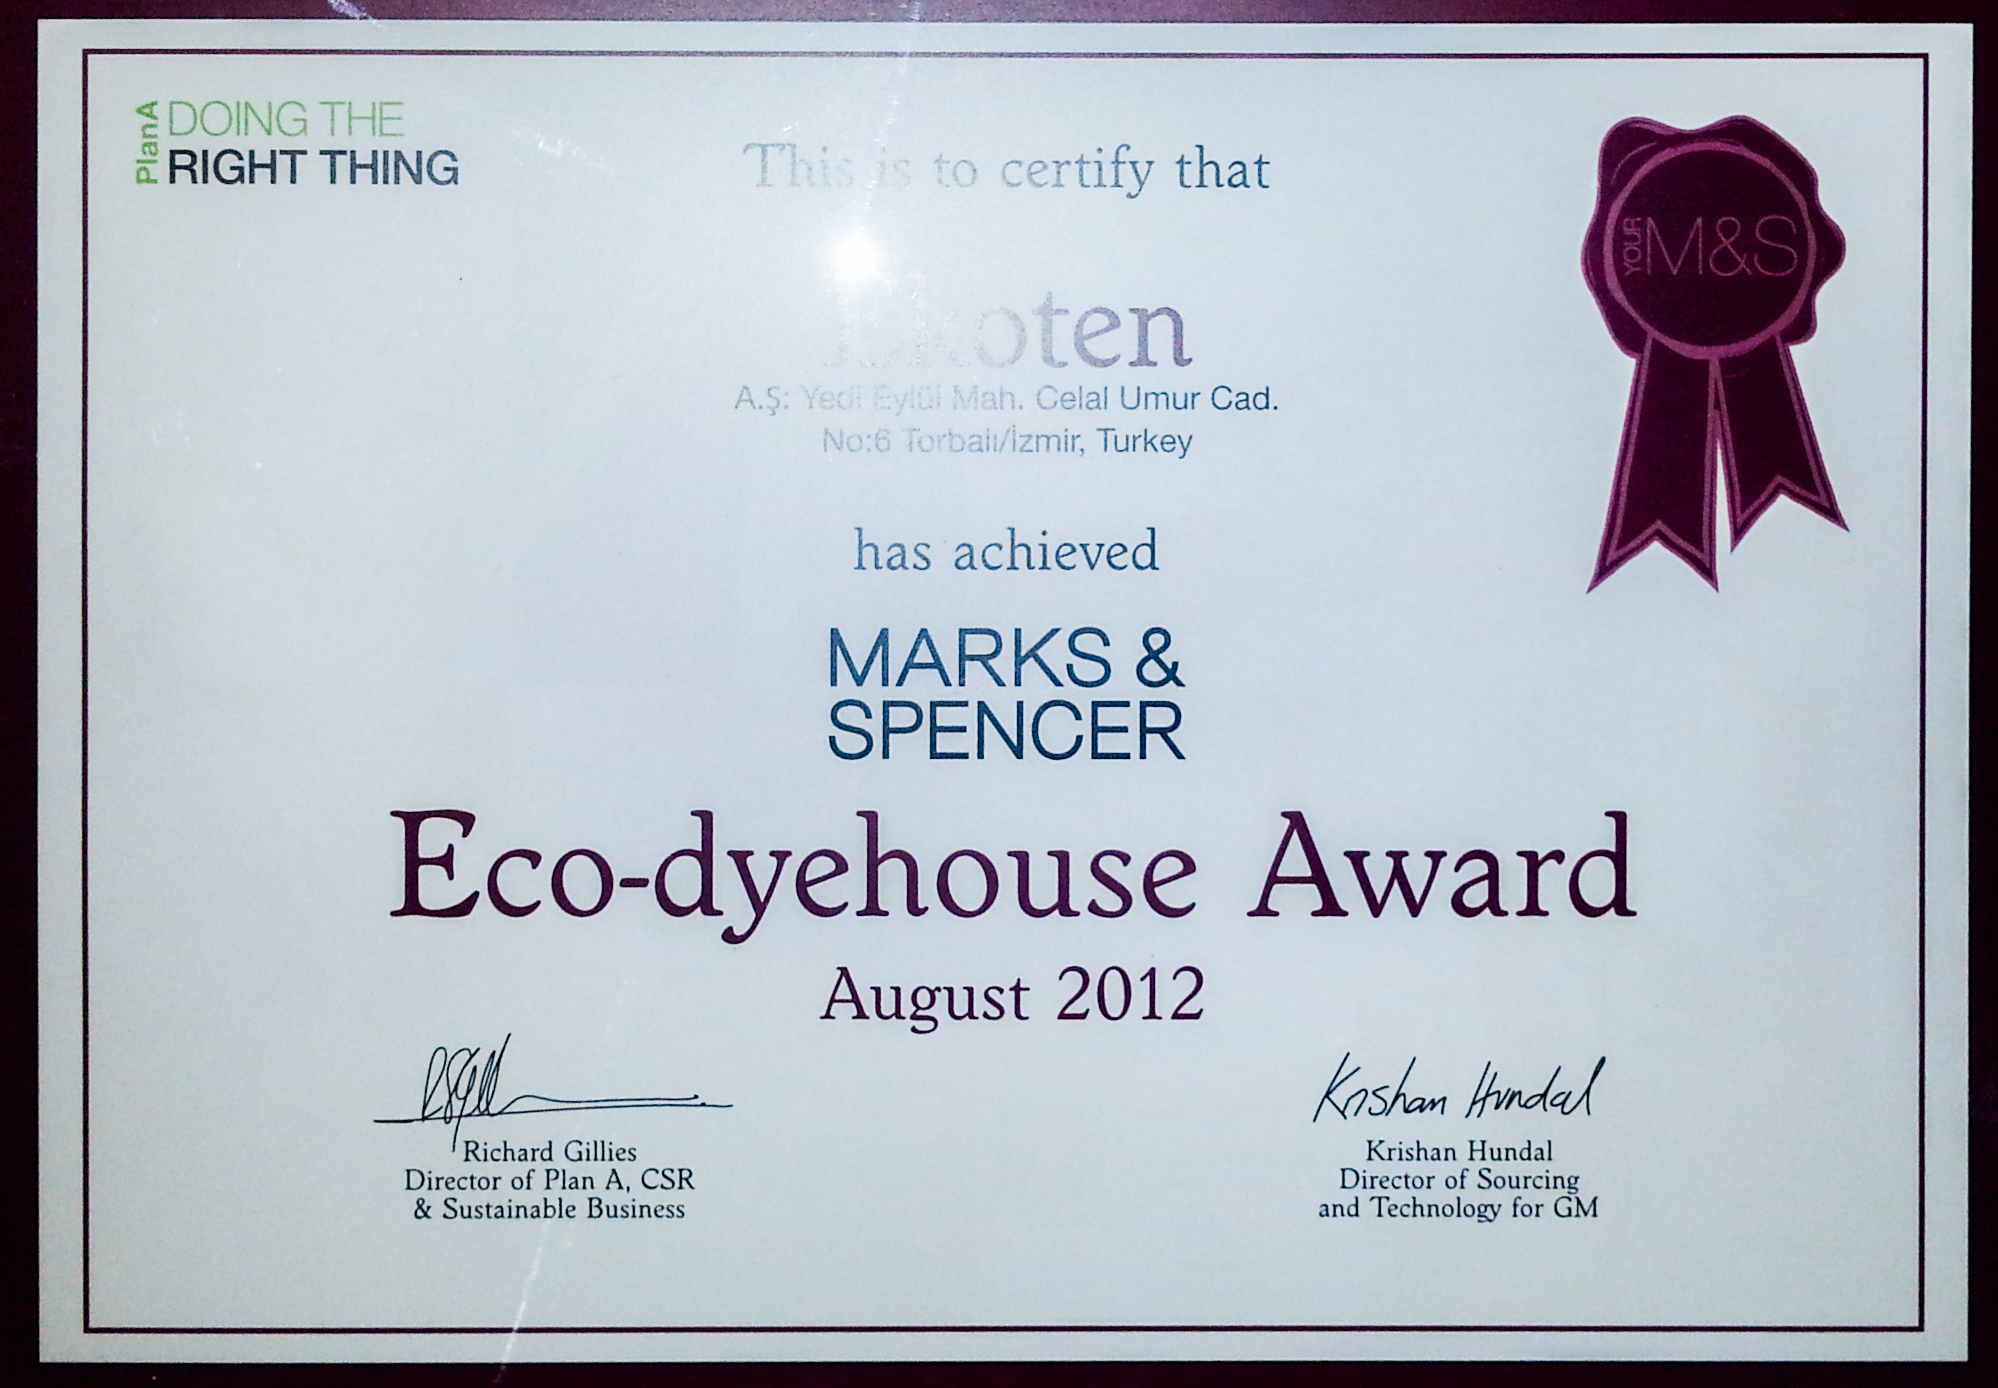 PlanA
DOING THE
RIGHT THING
This is to certify that
YOUR
M&S
Ekoten
A.Ş: Yedi Eylül Mah. Celal Umur Cad.
No:6 Torbalı/İzmir, Turkey
has achieved
MARKS &
SPENCER
Eco-dyehouse Award
August 2012
Krishan Hundal
Richard Gillies
Director of Plan A, CSR
& Sustainable Business
Krishan Hundal
Director of Sourcing
and Technology for GM